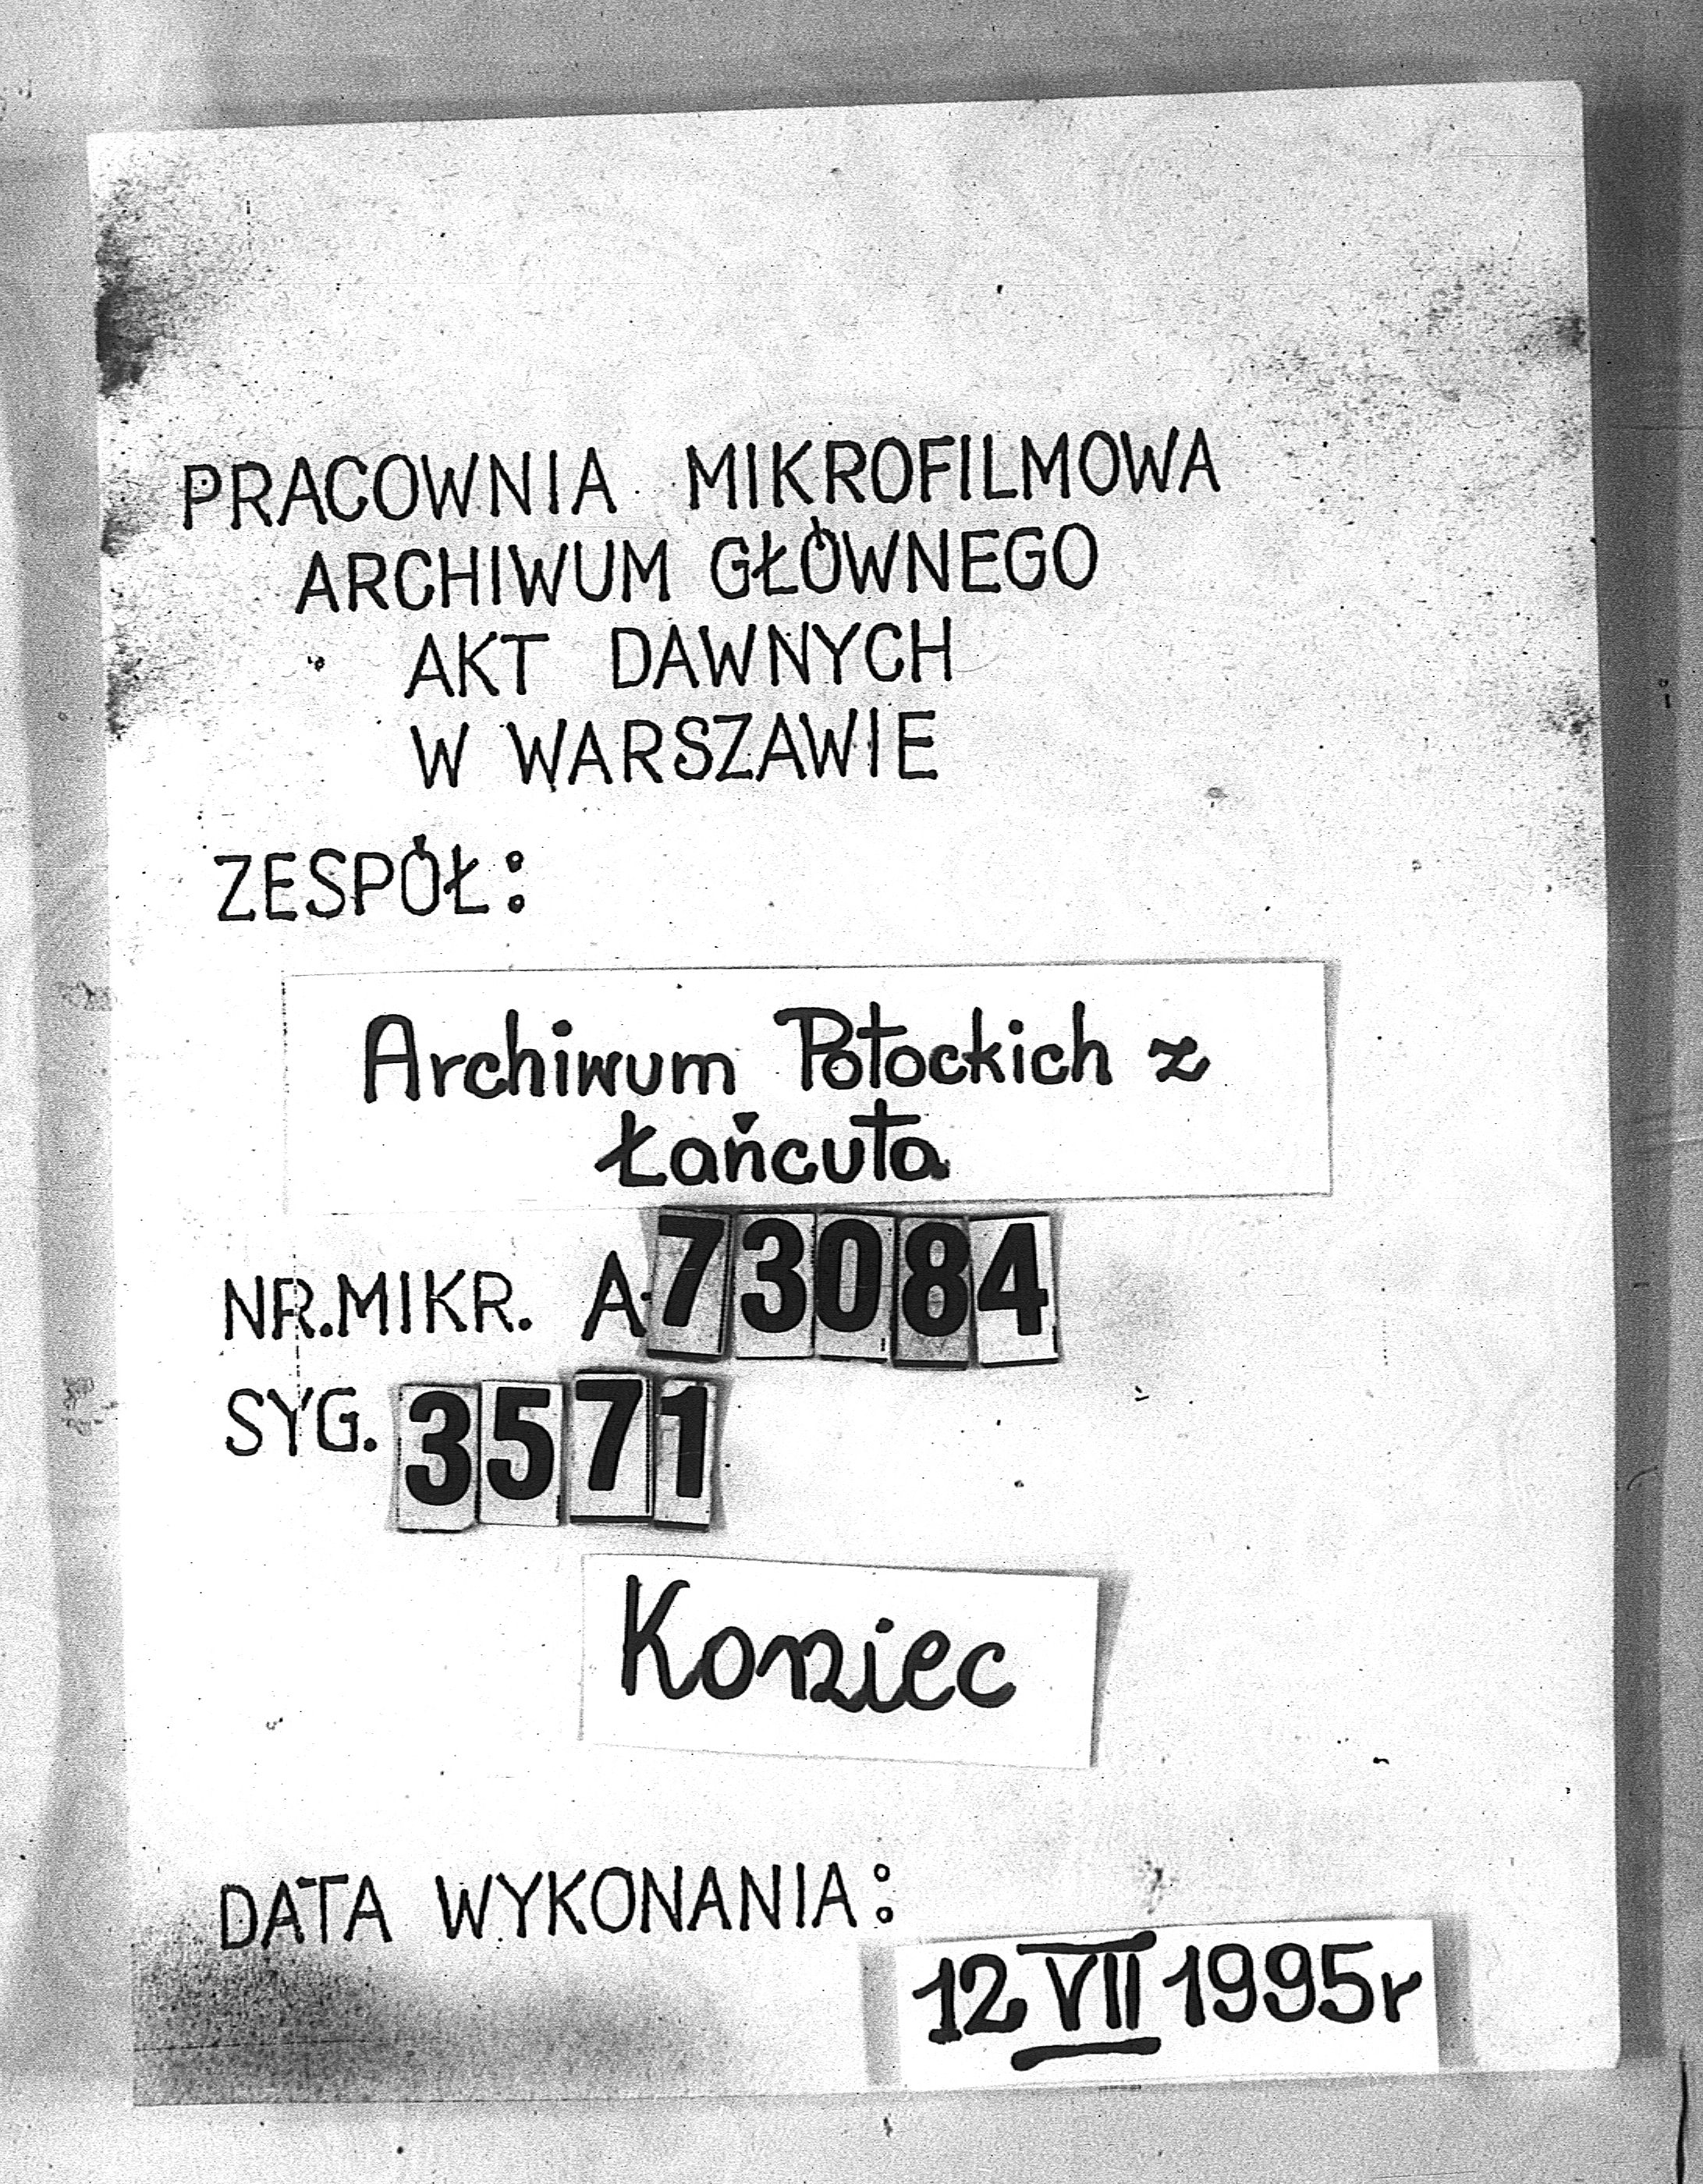 PRACOWNIA MIKROFILMOWA
ARCHIWUM GŁÓWNEGO
AKT DAWNYCH
W WARSZAWIE
ZESPÓŁ:
Archiwum Potockich z
Łańcuta
NR.MIKR. A-73084
SYG. 3571
Koniec
DATA WYKONANIA:
12 VII 1995r